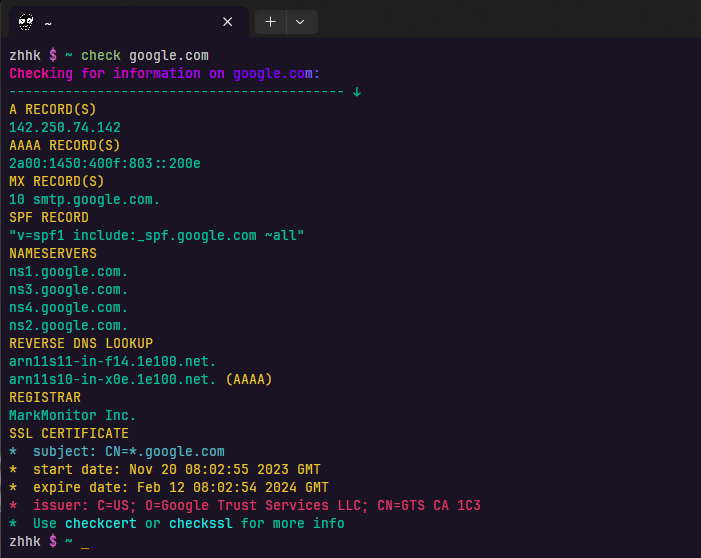 ~
zhhk $ ~ check google.com
Checking for information on google.com:
------------------------------------------ ↓
A RECORD(S)
142.250.74.142
AAAA RECORD(S)
2a00:1450:400f:803::200e
MX RECORD(S)
10 smtp.google.com.
SPF RECORD
"v=spf1 include:_spf.google.com ~all"
NAMESERVERS
ns1.google.com.
ns3.google.com.
ns4.google.com.
ns2.google.com.
REVERSE DNS LOOKUP
arn11s11-in-f14.1e100.net.
arn11s10-in-x0e.1e100.net. (AAAA)
REGISTRAR
MarkMonitor Inc.
SSL CERTIFICATE
*  subject: CN=*.google.com
*  start date: Nov 20 08:02:55 2023 GMT
*  expire date: Feb 12 08:02:54 2024 GMT
*  issuer: C=US; O=Google Trust Services LLC; CN=GTS CA 1C3
*  Use checkcert or checkssl for more info
zhhk $ ~ _